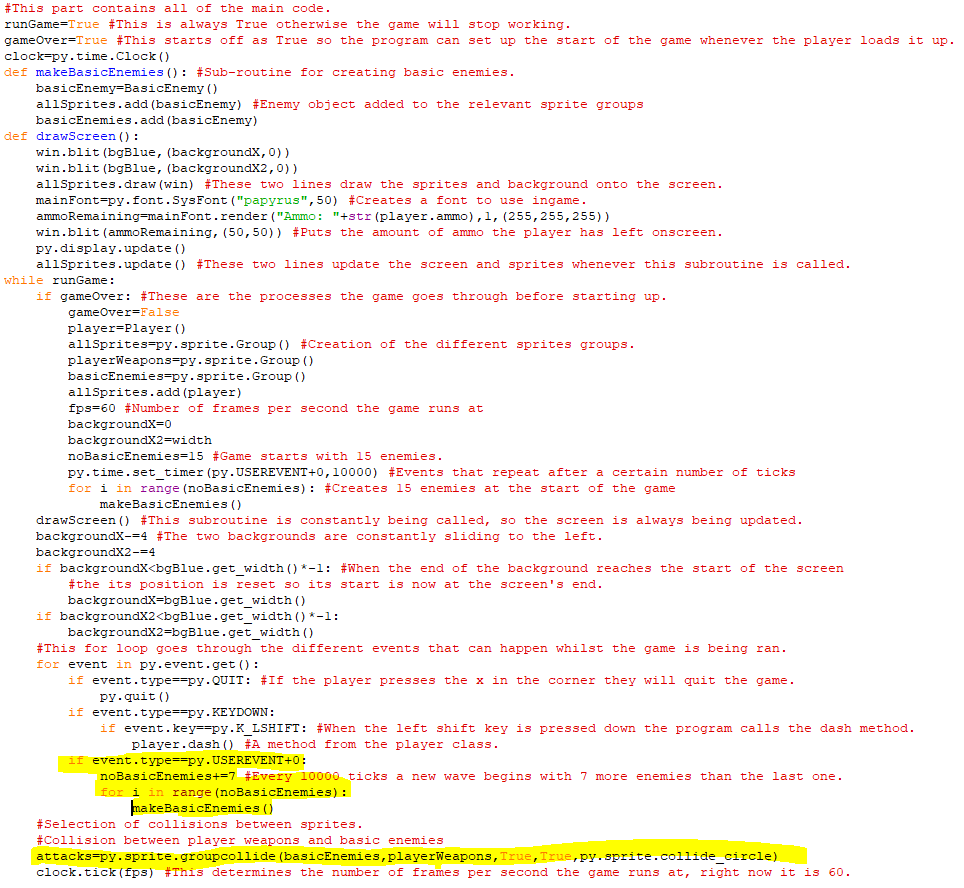 #This part contains all of the main code.
runGame=True #This is always True otherwise the game will stop working.
gameOver=True #This starts off as True so the program can set up the start of the game whenever the player loads it up.
clock=py.time.Clock()
def makeBasicEnemies(): #Sub-routine for creating basic enemies.
    basicEnemy=BasicEnemy()
    allSprites.add(basicEnemy) #Enemy object added to the relevant sprite groups
    basicEnemies.add(basicEnemy)
def drawScreen():
    win.blit(bgBlue,(backgroundX,0))
    win.blit(bgBlue,(backgroundX2,0))
    allSprites.draw(win) #These two lines draw the sprites and background onto the screen.
    mainFont=py.font.SysFont("papyrus",50) #Creates a font to use ingame.
    ammoRemaining=mainFont.render("Ammo: "+str(player.ammo),1,(255,255,255))
    win.blit(ammoRemaining,(50,50)) #Puts the amount of ammo the player has left onscreen.
    py.display.update()
    allSprites.update() #These two lines update the screen and sprites whenever this subroutine is called.
while runGame:
    if gameOver: #These are the processes the game goes through before starting up.
        gameOver=False
        player=Player()
        allSprites=py.sprite.Group() #Creation of the different sprites groups.
        playerWeapons=py.sprite.Group()
        basicEnemies=py.sprite.Group()
        allSprites.add(player)
        fps=60 #Number of frames per second the game runs at
        backgroundX=0
        backgroundX2=width
        noBasicEnemies=15 #Game starts with 15 enemies.
        py.time.set_timer(py.USEREVENT+0,10000) #Events that repeat after a certain number of ticks
        for i in range(noBasicEnemies): #Creates 15 enemies at the start of the game
            makeBasicEnemies()
    drawScreen() #This subroutine is constantly being called, so the screen is always being updated.
    backgroundX-=4 #The two backgrounds are constantly sliding to the left.
    backgroundX2-=4
    if backgroundX<bgBlue.get_width()*-1: #When the end of the background reaches the start of the screen
        #the its position is reset so its start is now at the screen's end.
        backgroundX=bgBlue.get_width()
    if backgroundX2<bgBlue.get_width()*-1:
        backgroundX2=bgBlue.get_width()
    #This for loop goes through the different events that can happen whilst the game is being ran.
    for event in py.event.get():
        if event.type==py.QUIT: #If the player presses the x in the corner they will quit the game.
            py.quit()
        if event.type==py.KEYDOWN:
            if event.key==py.K_LSHIFT: #When the left shift key is pressed down the program calls the dash method.
                player.dash() #A method from the player class.
        if event.type==py.USEREVENT+0:
            noBasicEnemies+=7 #Every 10000 ticks a new wave begins with 7 more enemies than the last one.
            for i in range(noBasicEnemies):
                makeBasicEnemies()
    #Selection of collisions between sprites.
    #Collision between player weapons and basic enemies
    attacks=py.sprite.groupcollide(basicEnemies,playerWeapons,True,True,py.sprite.collide_circle)
    clock.tick(fps) #This determines the number of frames per second the game runs at, right now it is 60.